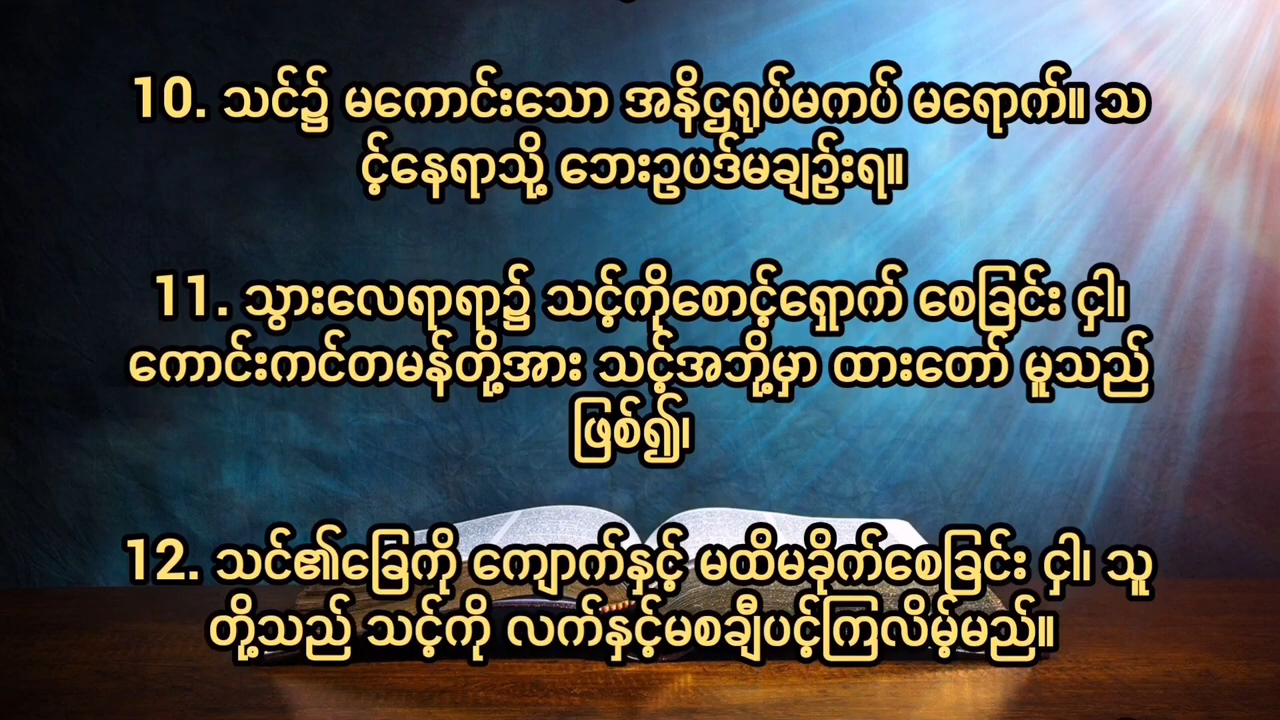 10. သင်၌ မကောင်းသော အနိဌရုပ်မကပ် မရောက်။ သ
င့်နေရာသို့ ဘေးဥပဒ်မချဉ်းရ။
11. သွားလေရာရာ၌ သင့်ကိုစောင့်ရှောက် စေခြင်း ငှါ၊
ကောင်းကင်တမန်တို့အား သင့်အဘို့မှာ ထားတော် မူသည်
ဖြစ်၍၊
12. သင်၏ခြေကို ကျောက်နှင့် မထိမခိုက်စေခြင်း ငှါ၊ သူ
တို့သည် သင့်ကို လက်နှင့်မစချီပင့်ကြလိမ့်မည်။